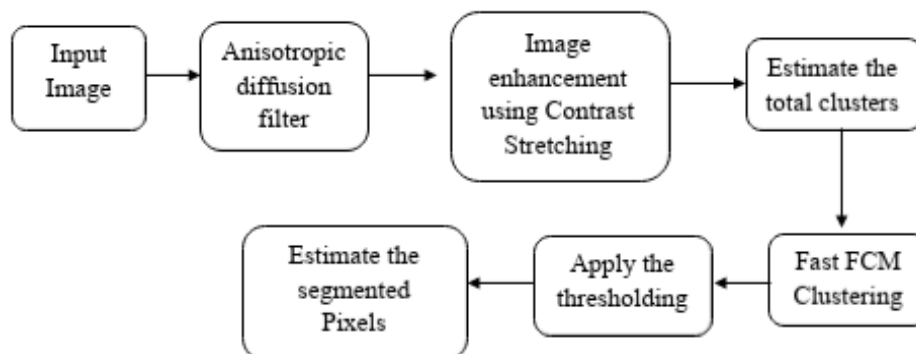 Input
Image
Anisotropic
diffusion
filter
Image
enhancement
using Contrast
Stretching
Estimate the
total clusters
Fast FCM
Clustering
Apply the
thresholding
Estimate the
segmented
Pixels